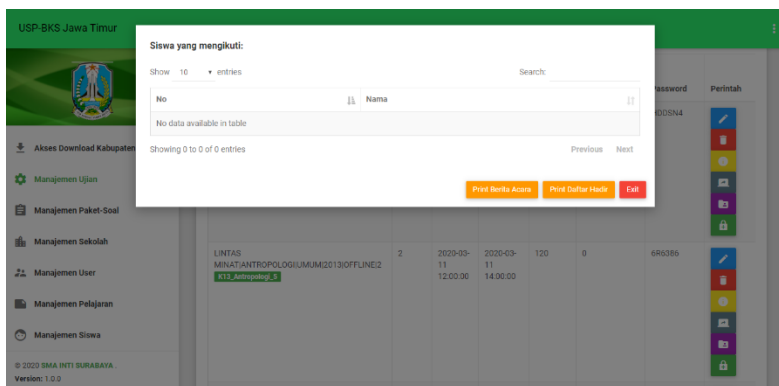 USP-BKS Jawa Timur
Siswa yang mengikuti:
Show 10 entries
Search:
No Nama
No data available in table
Showing 0 to 0 of 0 entries
Previous Next
Print Berita Acara Print Daftar Hadir Exit
Password Perintah
Akses Download Kabupaten
Manajemen Ujian
Manajemen Paket-Soal
Manajemen Sekolah
Manajemen User
Manajemen Pelajaran
Manajemen Siswa
© 2020 SMA INTI SURABAYA .
Version: 1.0.0
LINTAS 2 2020-03- 2020-03- 120 0 6R6386
MINAT|ANTROPOLOGI|UMUM|2013|OFFLINE|2 11 11
K13_Antropologi_5 12:00:00 14:00:00